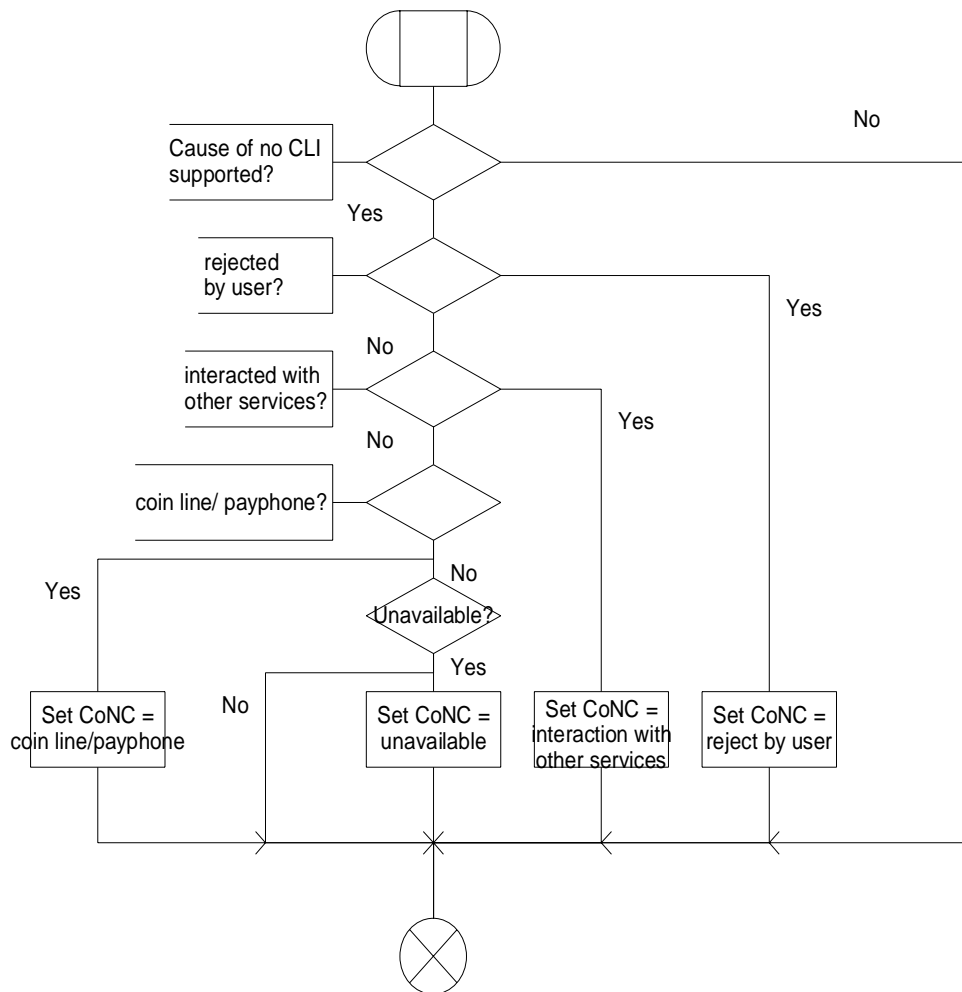 No
Cause of no CLI
supported?
Yes
rejected
by user?
Yes
No
interacted with
other services?
Yes
No
coin line/ payphone?
Yes
No
Unavailable?
Yes
No
Set CoNC =
coin line/payphone
Set CoNC =
unavailable
Set CoNC =
interaction with
other services
Set CoNC =
reject by user